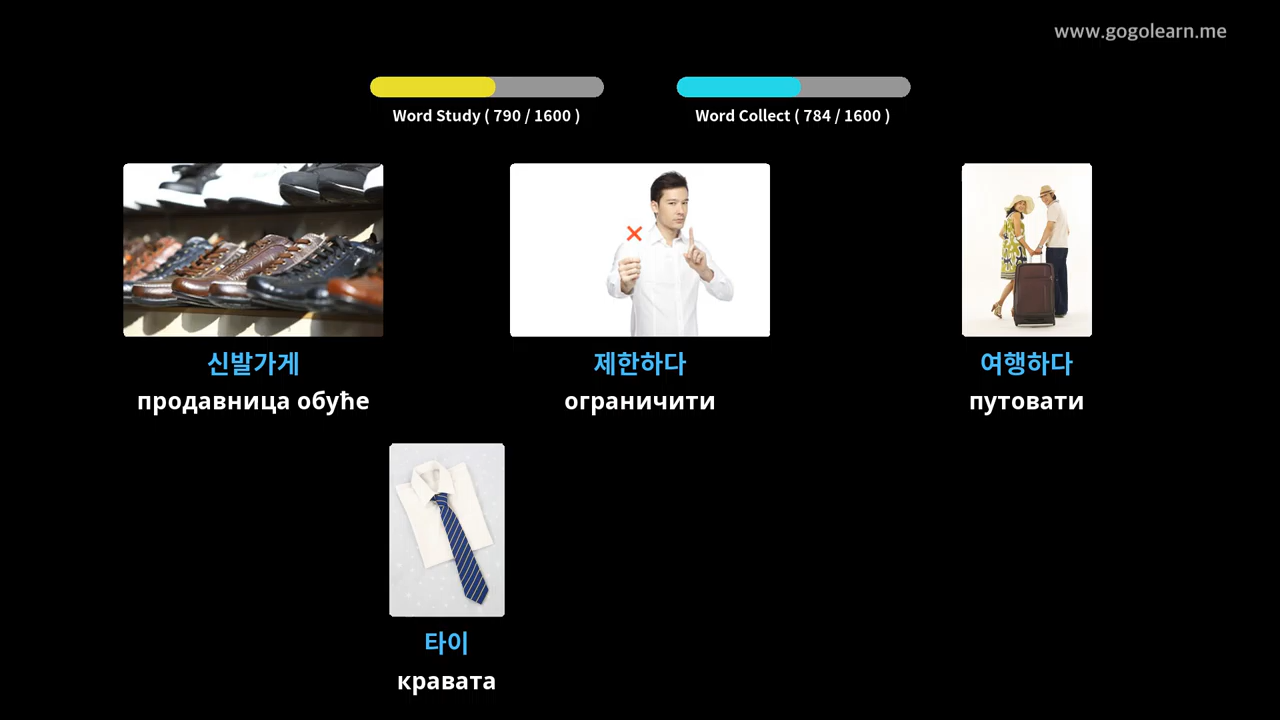 www.gogolearn.me
Word Study ( 790 / 1600 )
Word Collect ( 784 / 1600 )
신발가게
продавница обуће
제한하다
ограничити
여행하다
путовати
타이
кравата